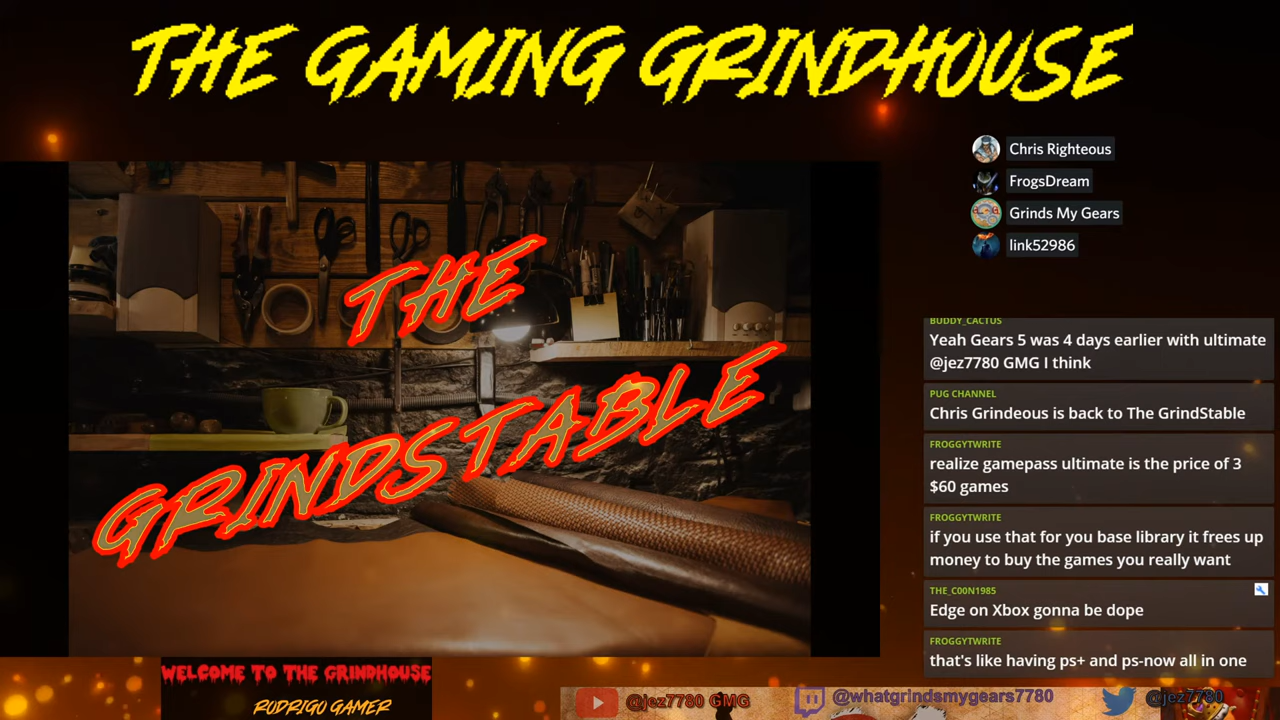 THE GAMING GRINDHOUSE
Chris Righteous
FrogsDream
Grinds My Gears
link52986
THE
GRINDSTABLE
BUDDY_CACTUS
Yeah Gears 5 was 4 days earlier with ultimate
@jez7780 GMG I think
PUG CHANNEL
Chris Grindeous is back to The GrindStable
FROGGYTWRITE
realize gamepass ultimate is the price of 3
$60 games
FROGGYTWRITE
if you use that for you base library it frees up
money to buy the games you really want
THE_C00N1985
Edge on Xbox gonna be dope
FROGGYTWRITE
that's like having ps+ and ps-now all in one
WELCOME TO THE GRINDHOUSE
RODRIGO GAMER
@jez7780 GMG
@whatgrindsmygears7780
@jez7780